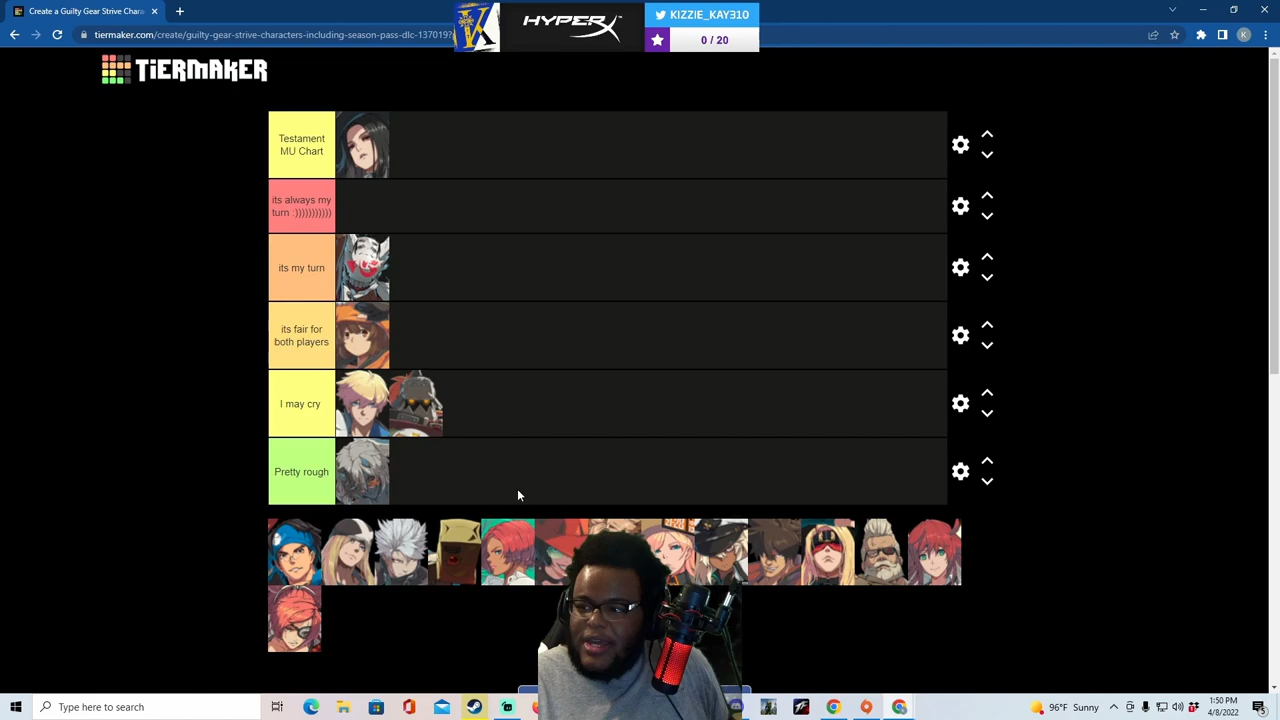 Create a Guilty Gear Strive Chara
tiermaker.com/create/guilty-gear-strive-characters-including-season-pass-dlc-137019?
K
HYPERX
KIZZIE_KAY310
0 / 20
K
TiERMAKER
Testament
MU Chart
its always my
turn :)))))))))))
its my turn
its fair for
both players
I may cry
Pretty rough
Type here to search
96°F Sunny
1:50 PM
4/8/2022